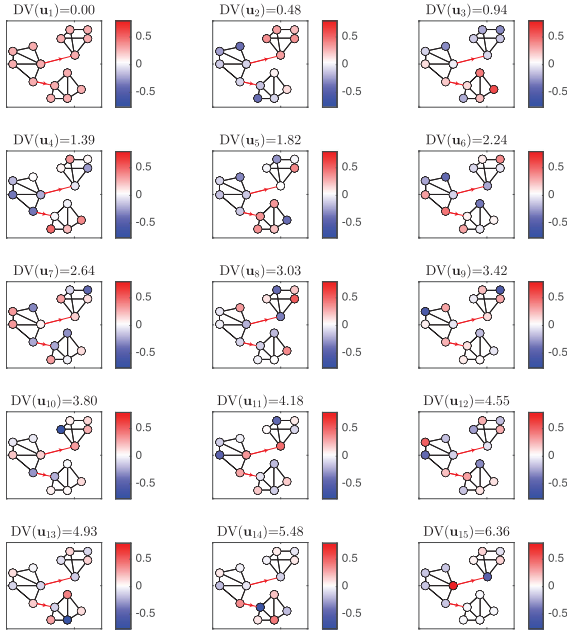 DV(u₁)=0.00 DV(u₂)=0.48 DV(u₃)=0.94
0.5 0.5 0.5
0 0 0
-0.5 -0.5 -0.5
DV(u₄)=1.39 DV(u₅)=1.82 DV(u₆)=2.24
0.5 0.5 0.5
0 0 0
-0.5 -0.5 -0.5
DV(u₇)=2.64 DV(u₈)=3.03 DV(u₉)=3.42
0.5 0.5 0.5
0 0 0
-0.5 -0.5 -0.5
DV(u₁₀)=3.80 DV(u₁₁)=4.18 DV(u₁₂)=4.55
0.5 0.5 0.5
0 0 0
-0.5 -0.5 -0.5
DV(u₁₃)=4.93 DV(u₁₄)=5.48 DV(u₁₅)=6.36
0.5 0.5 0.5
0 0 0
-0.5 -0.5 -0.5